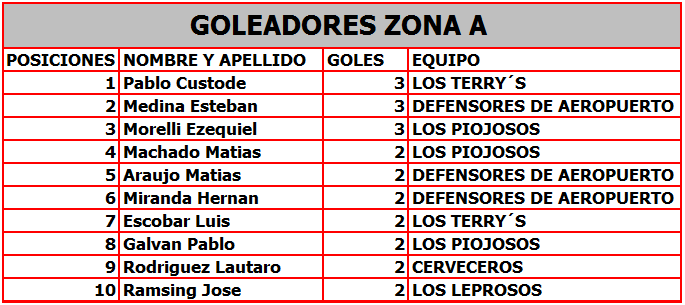 GOLEADORES ZONA A
POSICIONES NOMBRE Y APELLIDO GOLES EQUIPO
1 Pablo Custode 3 LOS TERRY´S
2 Medina Esteban 3 DEFENSORES DE AEROPUERTO
3 Morelli Ezequiel 3 LOS PIOJOSOS
4 Machado Matias 2 LOS PIOJOSOS
5 Araujo Matias 2 DEFENSORES DE AEROPUERTO
6 Miranda Hernan 2 DEFENSORES DE AEROPUERTO
7 Escobar Luis 2 LOS TERRY´S
8 Galvan Pablo 2 LOS PIOJOSOS
9 Rodriguez Lautaro 2 CERVECEROS
10 Ramsing Jose 2 LOS LEPROSOS